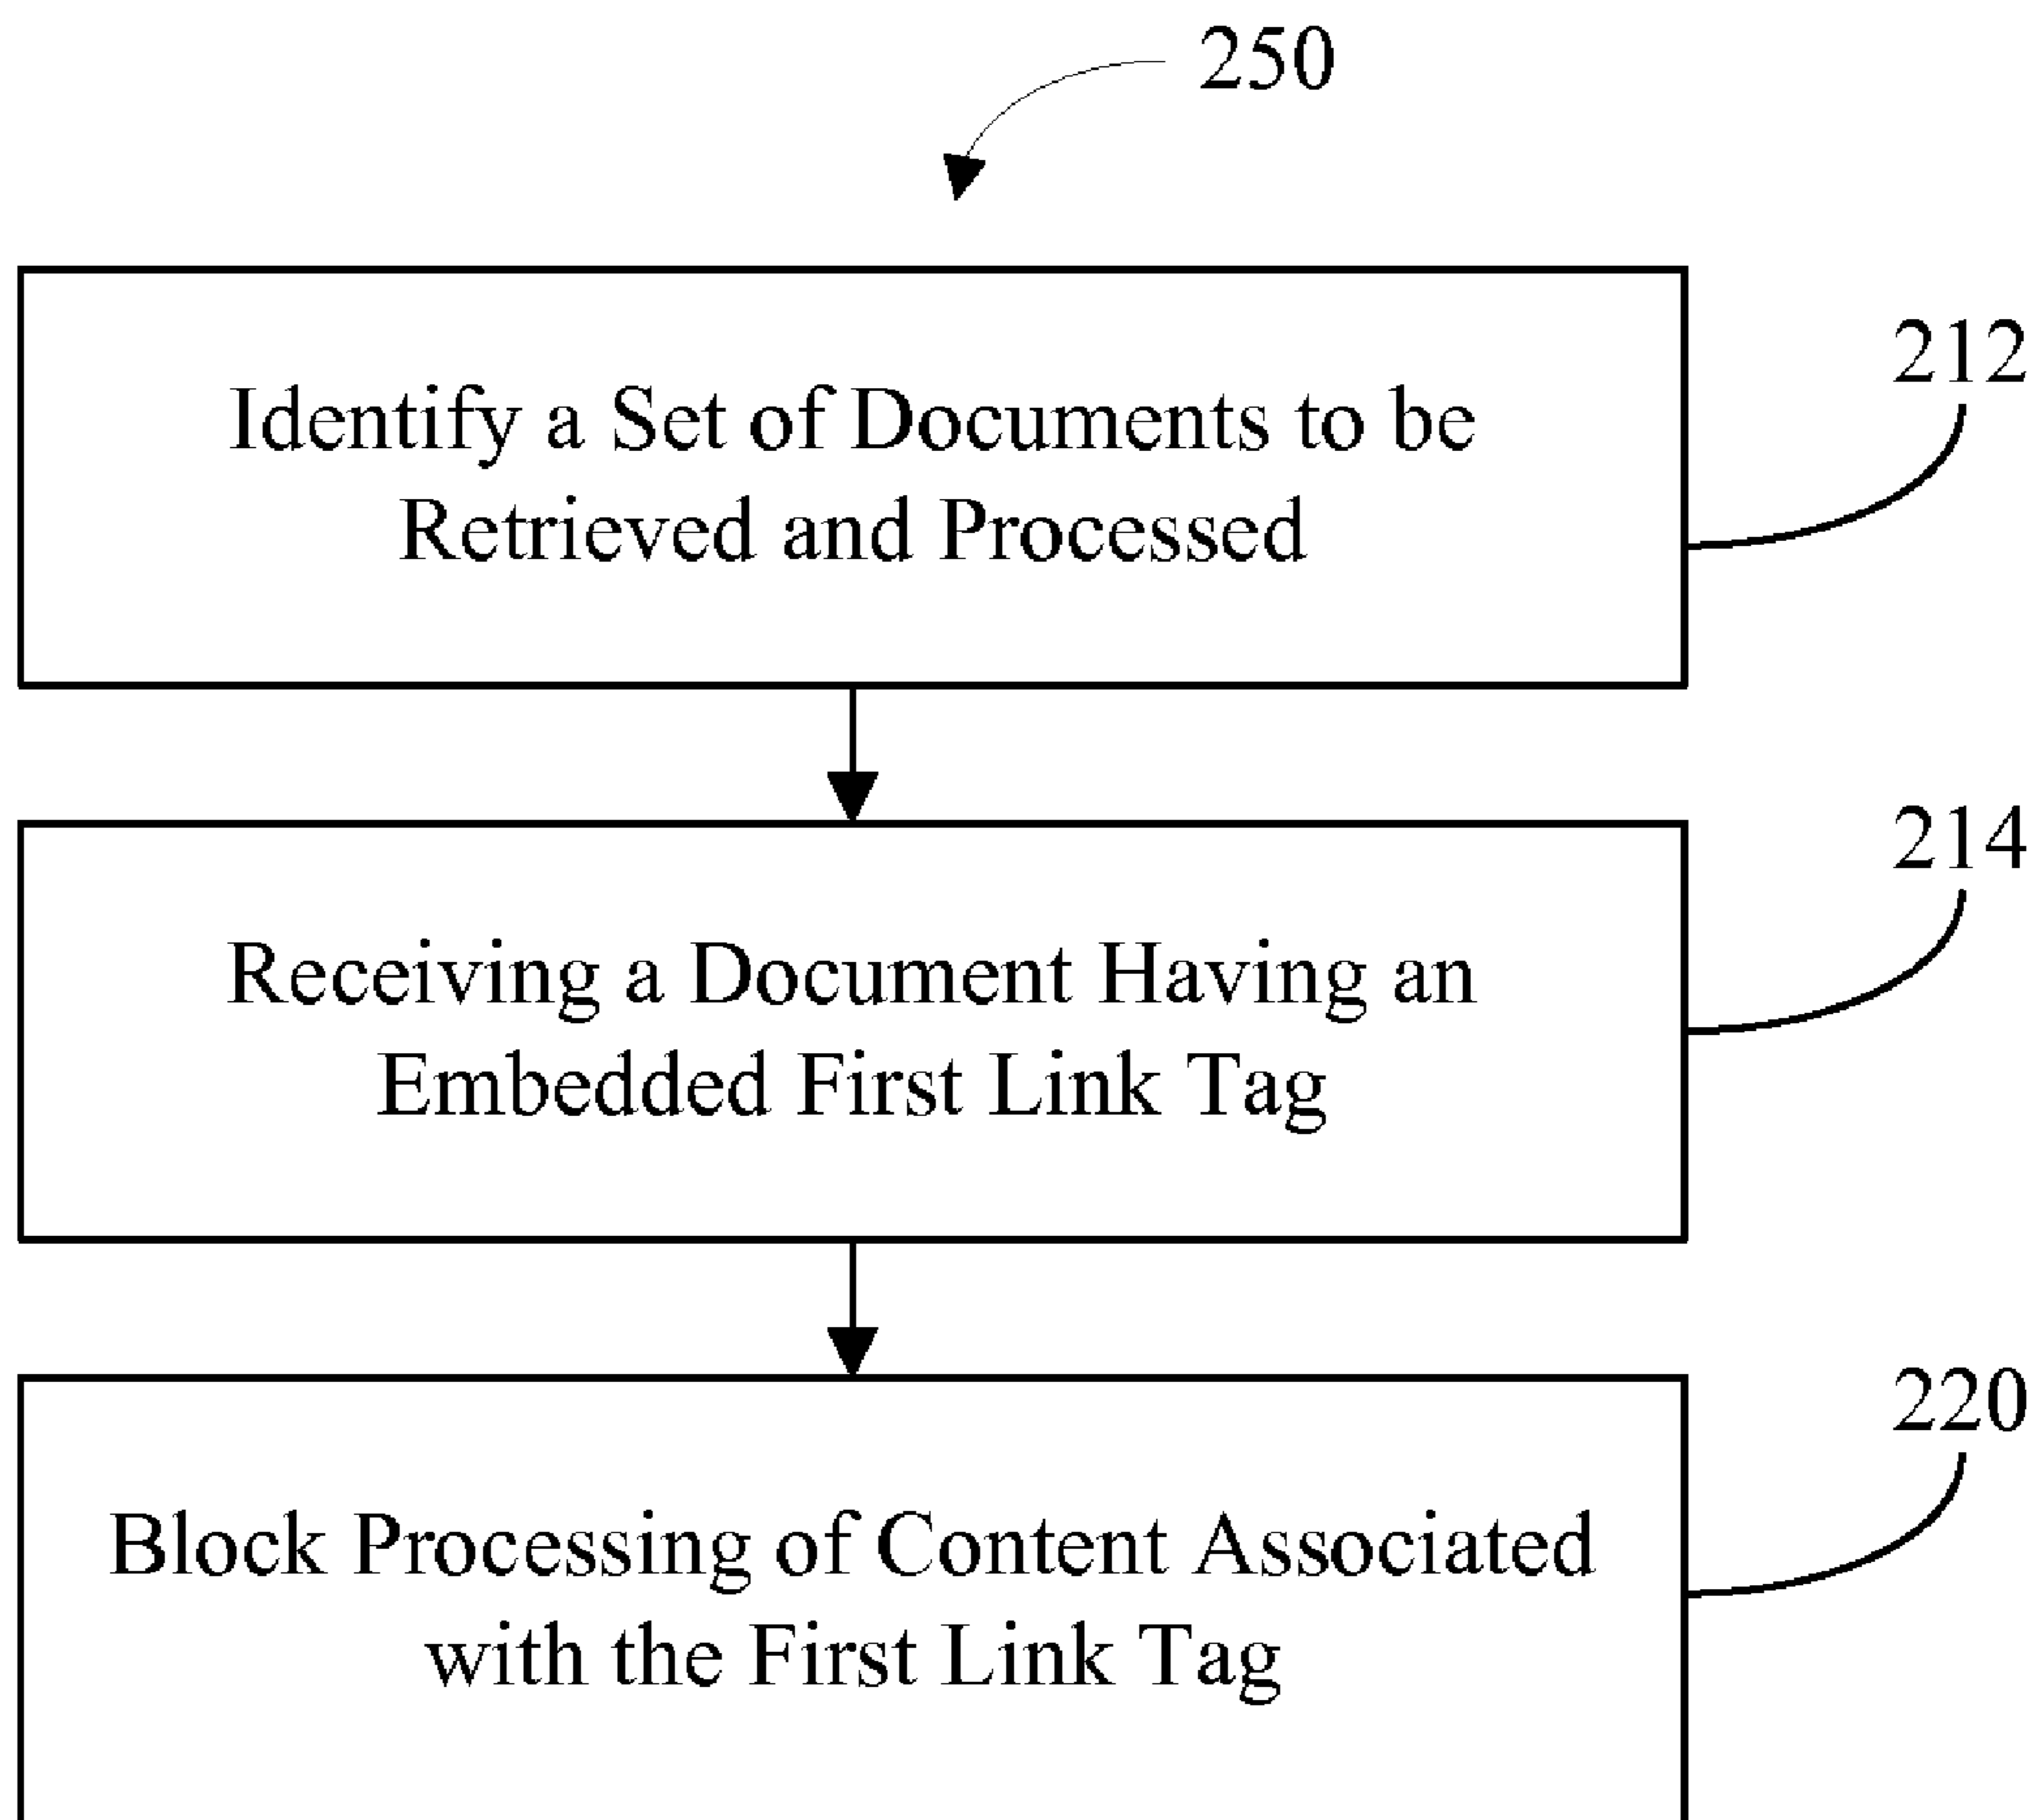 250
Identify a Set of Documents to be
Retrieved and Processed
212
Receiving a Document Having an
Embedded First Link Tag
214
Block Processing of Content Associated
with the First Link Tag
220